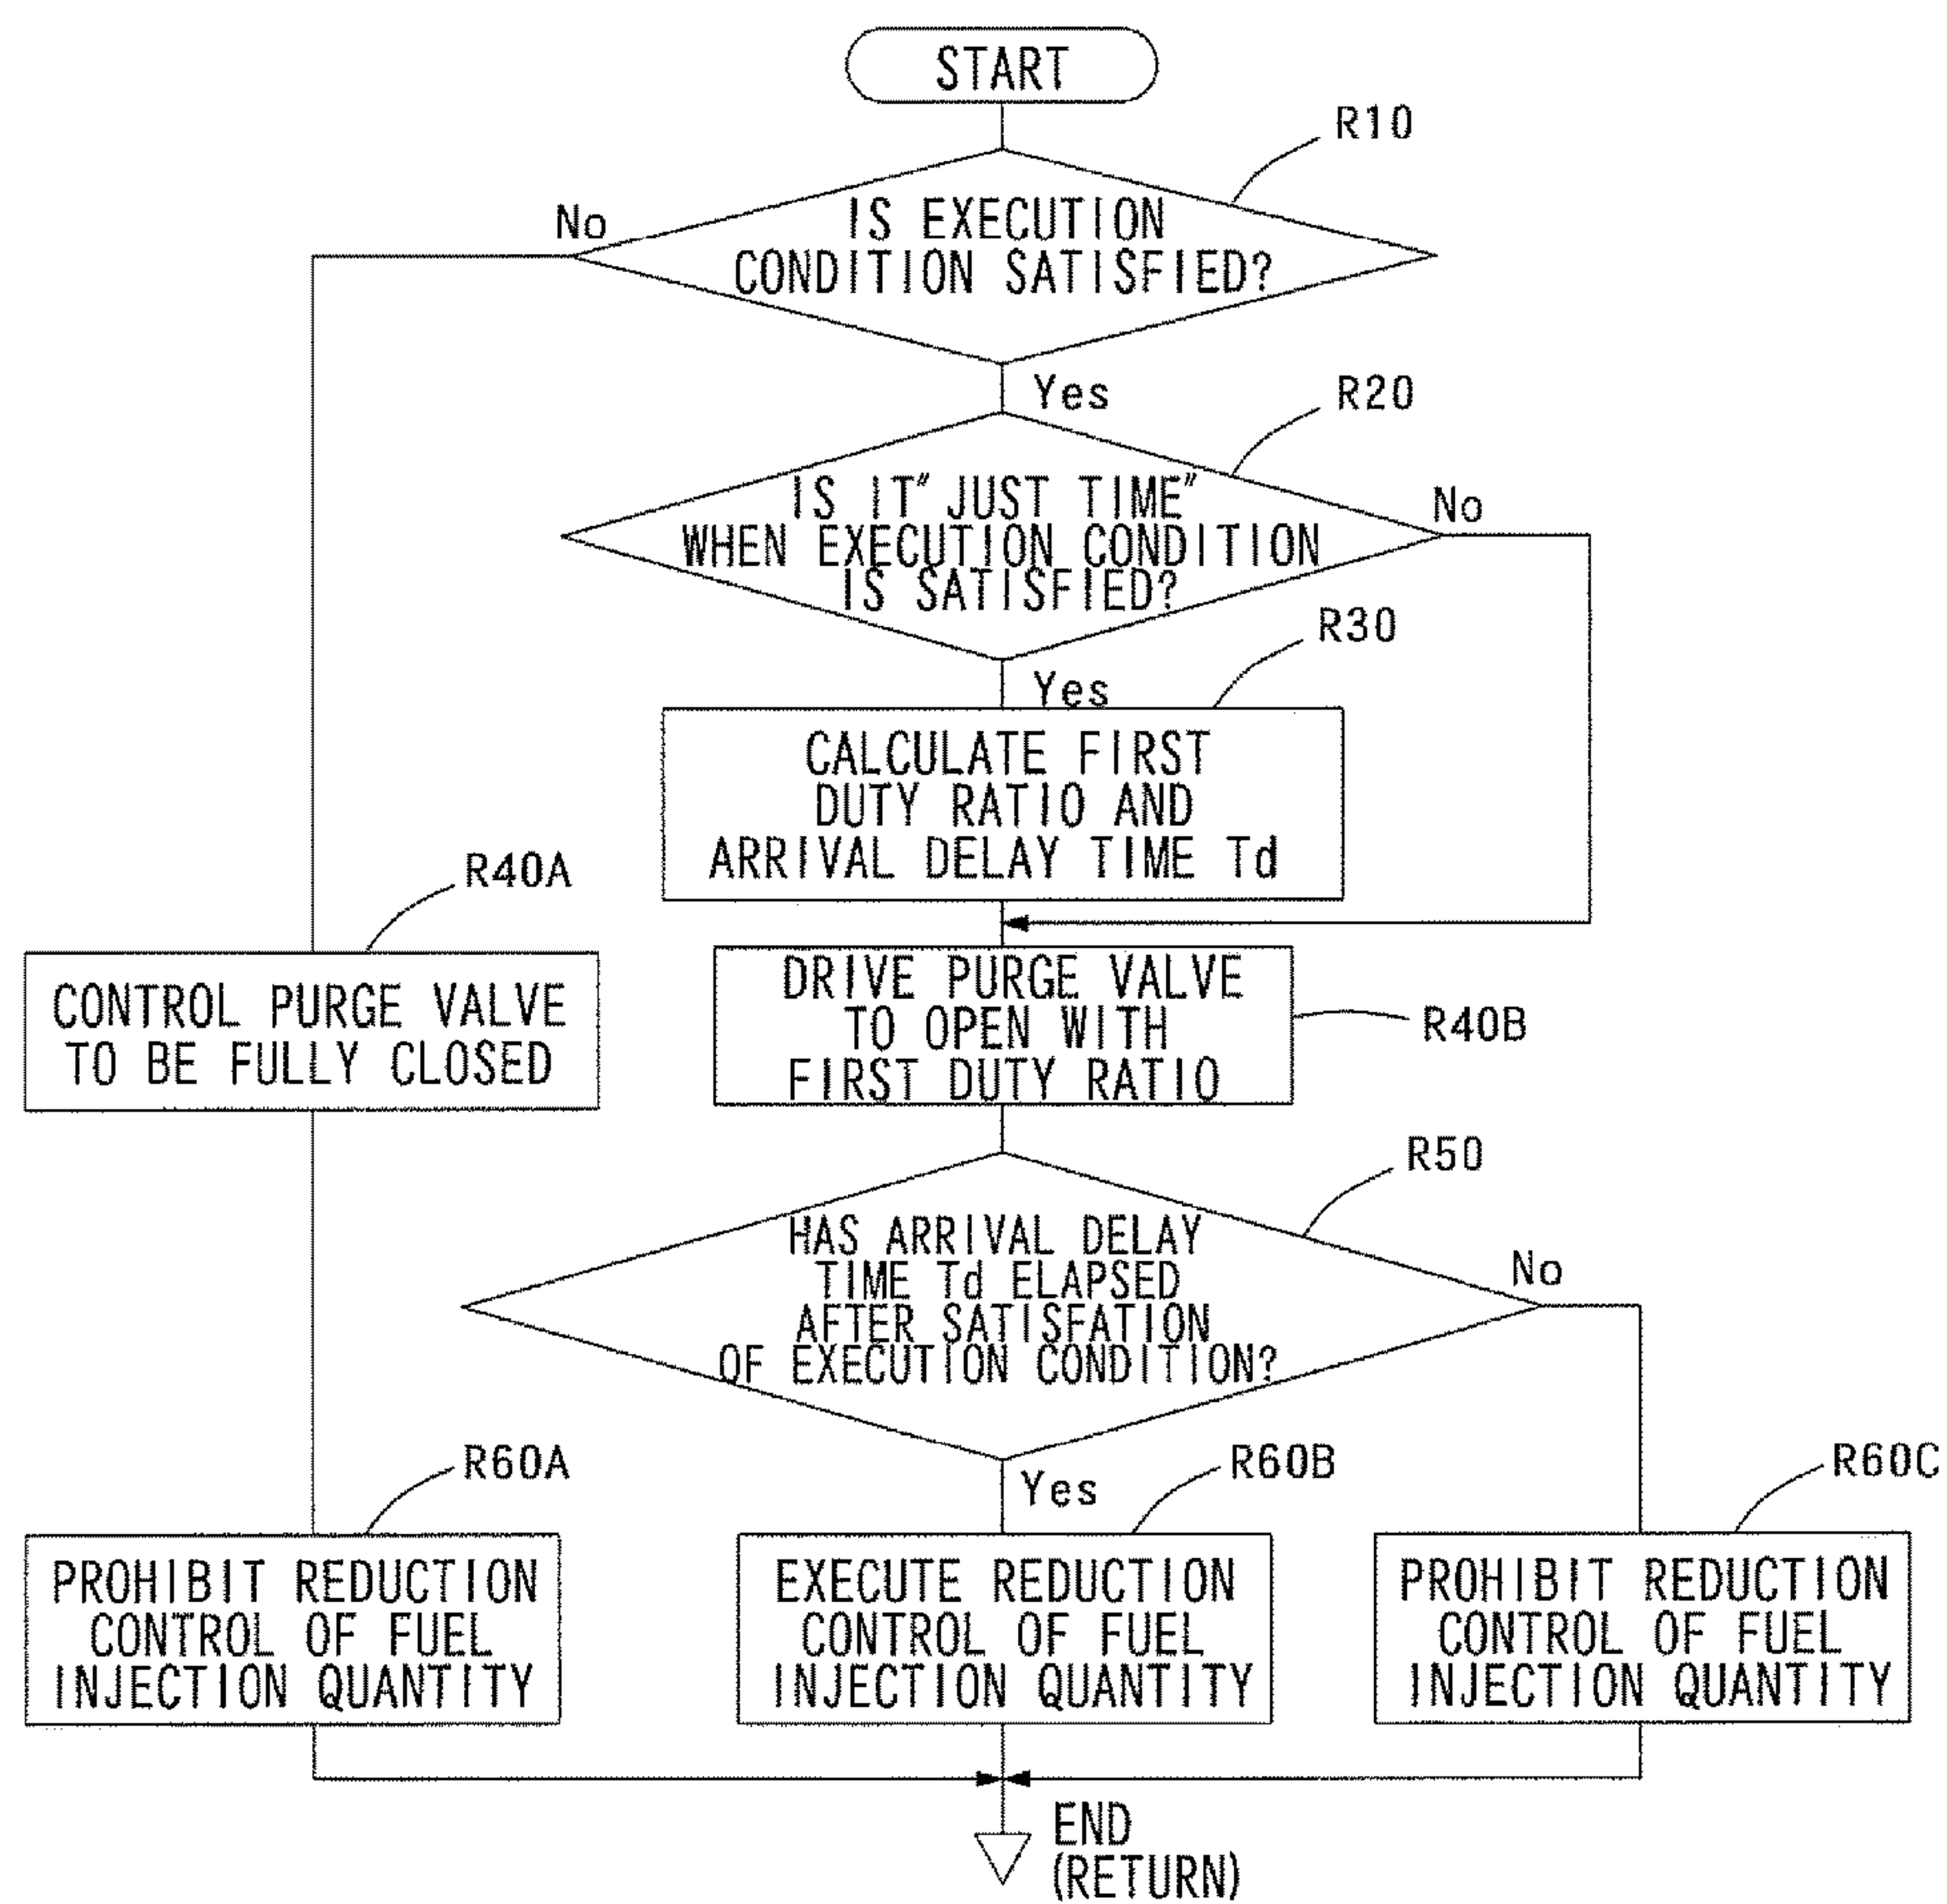 START
R10
No
IS EXECUTION
CONDITION SATISFIED?
Yes
R20
IS IT"JUST TIME"
WHEN EXECUTION CONDITION
IS SATISFIED?
No
R30
Yes
CALCULATE FIRST
DUTY RATIO AND
ARRIVAL DELAY TIME Td
R40A
CONTROL PURGE VALVE
TO BE FULLY CLOSED
DRIVE PURGE VALVE
TO OPEN WITH
FIRST DUTY RATIO
R40B
R50
HAS ARRIVAL DELAY
TIME Td ELAPSED
AFTER SATISFATION
OF EXECUTION CONDITION?
No
R60A
Yes
R60B
R60C
PROHIBIT REDUCTION
CONTROL OF FUEL
INJECTION QUANTITY
EXECUTE REDUCTION
CONTROL OF FUEL
INJECTION QUANTITY
PROHIBIT REDUCTION
CONTROL OF FUEL
INJECTION QUANTITY
END
(RETURN)